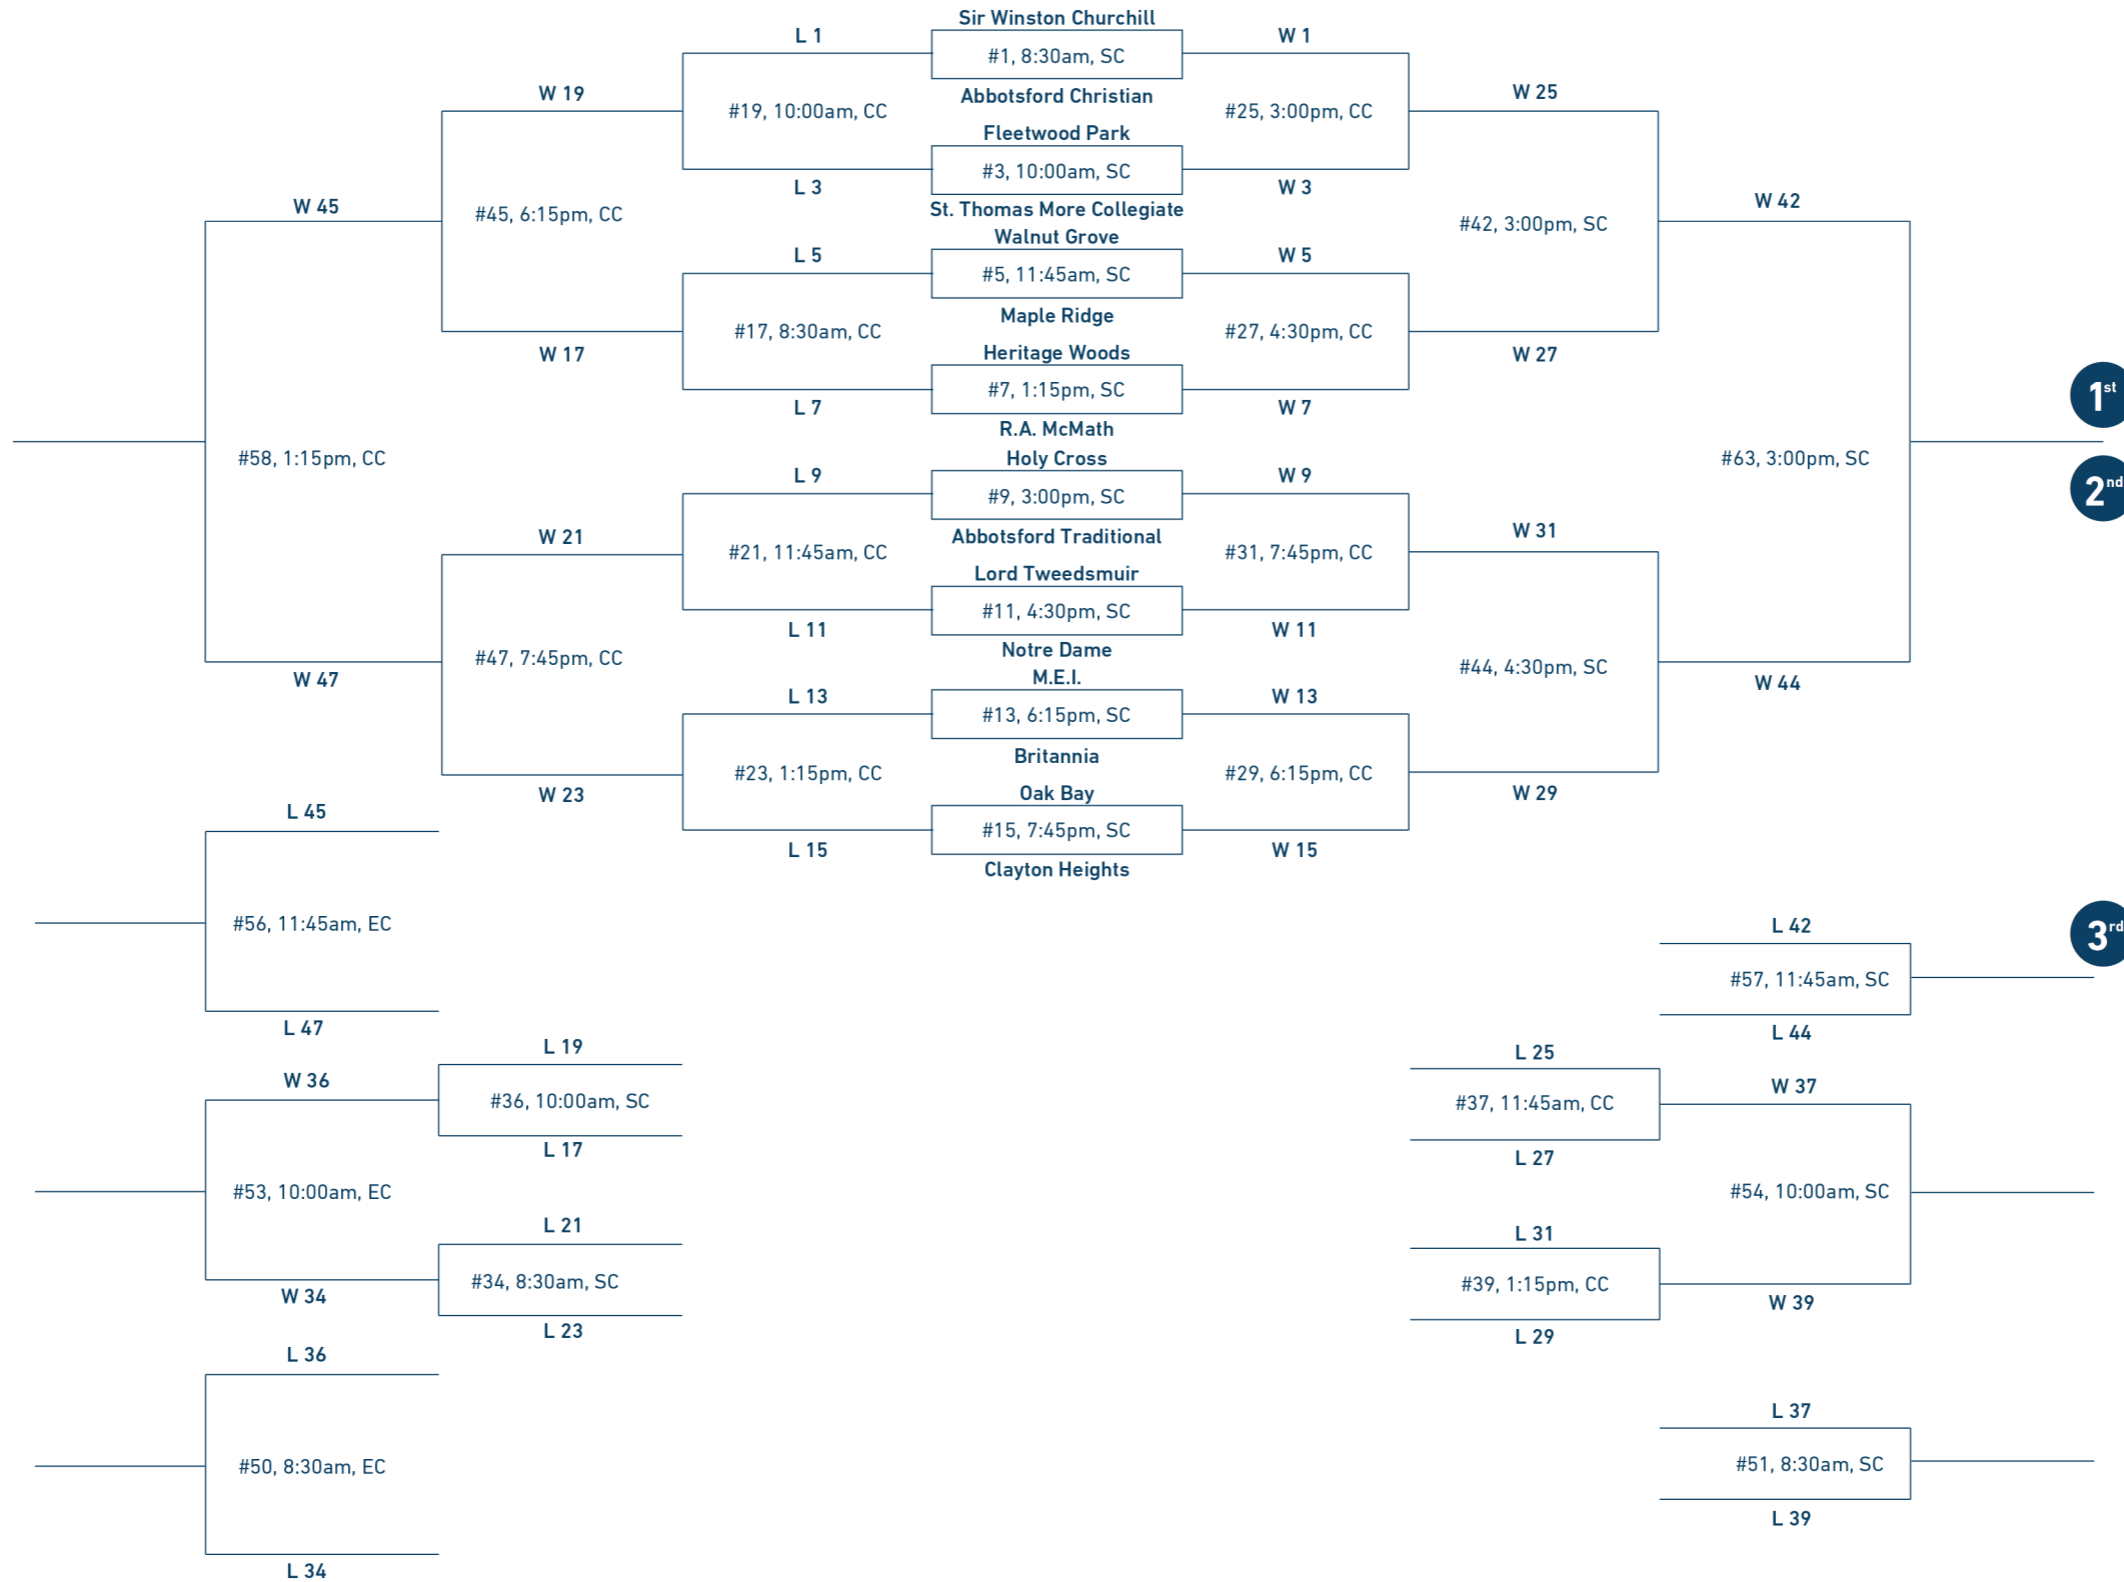 Sir Winston Churchill
L 1
W 1
#1, 8:30am, SC
W 19
W 25
Abbotsford Christian
#19, 10:00am, CC
#25, 3:00pm, CC
Fleetwood Park
#3, 10:00am, SC
L 3
W 3
W 45
W 42
St. Thomas More Collegiate
#45, 6:15pm, CC
#42, 3:00pm, SC
Walnut Grove
L 5
W 5
#5, 11:45am, SC
Maple Ridge
#17, 8:30am, CC
#27, 4:30pm, CC
W 17
Heritage Woods
W 27
#7, 1:15pm, SC
1st
L 7
W 7
R.A. McMath
#58, 1:15pm, CC
Holy Cross
#63, 3:00pm, SC
L 9
W 9
2nd
#9, 3:00pm, SC
W 21
Abbotsford Traditional
W 31
#21, 11:45am, CC
#31, 7:45pm, CC
Lord Tweedsmuir
#11, 4:30pm, SC
L 11
W 11
Notre Dame
#47, 7:45pm, CC
#44, 4:30pm, SC
W 47
M.E.I.
W 44
L 13
W 13
#13, 6:15pm, SC
Britannia
#23, 1:15pm, CC
#29, 6:15pm, CC
W 23
Oak Bay
W 29
L 45
#15, 7:45pm, SC
L 15
W 15
Clayton Heights
#56, 11:45am, EC
L 42
3rd
#57, 11:45am, SC
L 47
L 44
L 19
L 25
W 36
W 37
#36, 10:00am, SC
#37, 11:45am, CC
L 17
L 27
#53, 10:00am, EC
#54, 10:00am, SC
L 21
L 31
#34, 8:30am, SC
#39, 1:15pm, CC
W 34
W 39
L 23
L 29
L 36
L 37
#50, 8:30am, EC
#51, 8:30am, SC
L 39
L 34